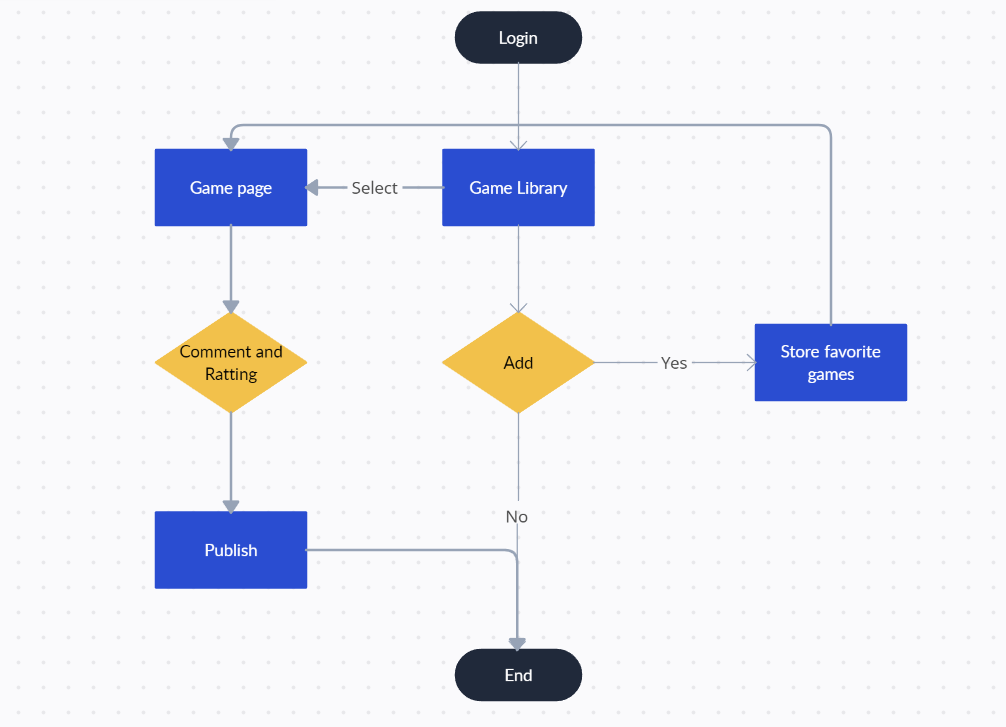 Login
Game page
Select
Game Library
Comment and
Ratting
Add
Yes
Store favorite
games
No
Publish
End